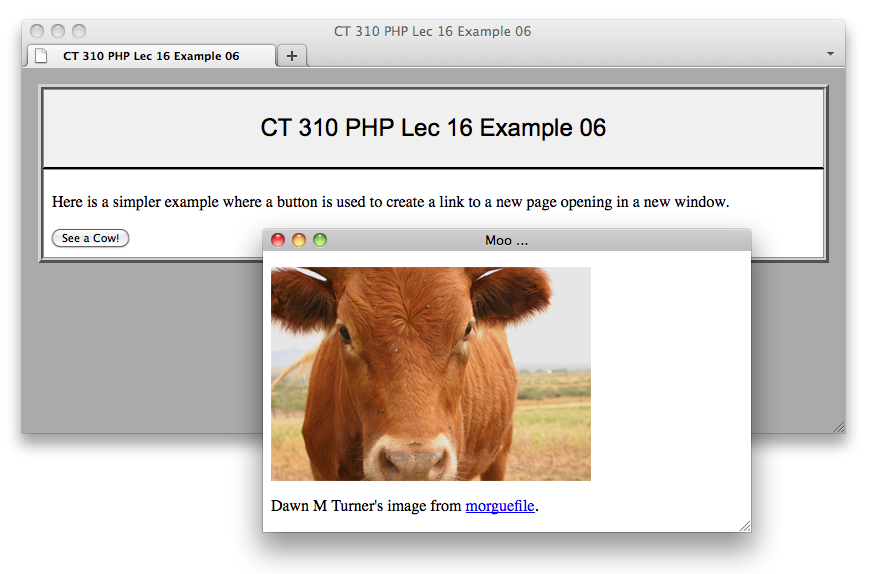 CT 310 PHP Lec 16 Example 06
CT 310 PHP Lec 16 Example 06
CT 310 PHP Lec 16 Example 06
Here is a simpler example where a button is used to create a link to a new page opening in a new window.
See a Cow!
Moo ...
Dawn M Turner's image from morguefile.